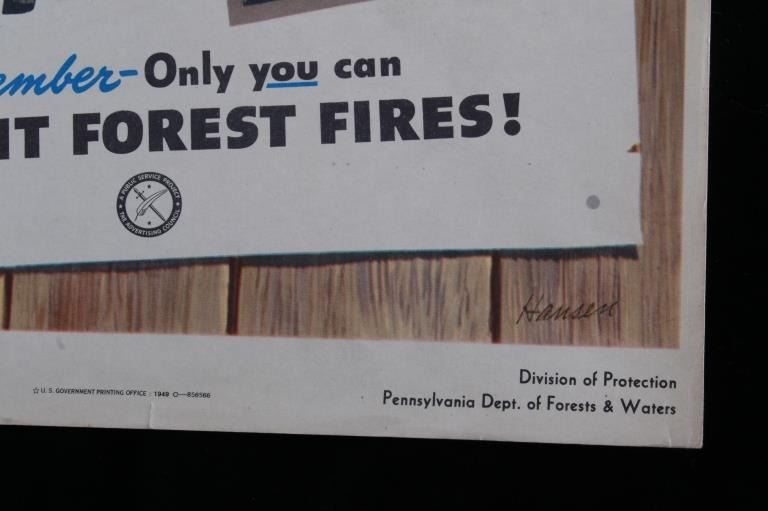 ember-Only you can
NT FOREST FIRES!
A PUBLIC SERVICE PROJECT
THE ADVERTISING COUNCIL
Hansen
☆ U. S. GOVERNMENT PRINTING OFFICE : 1949 O—856566
Division of Protection
Pennsylvania Dept. of Forests & Waters